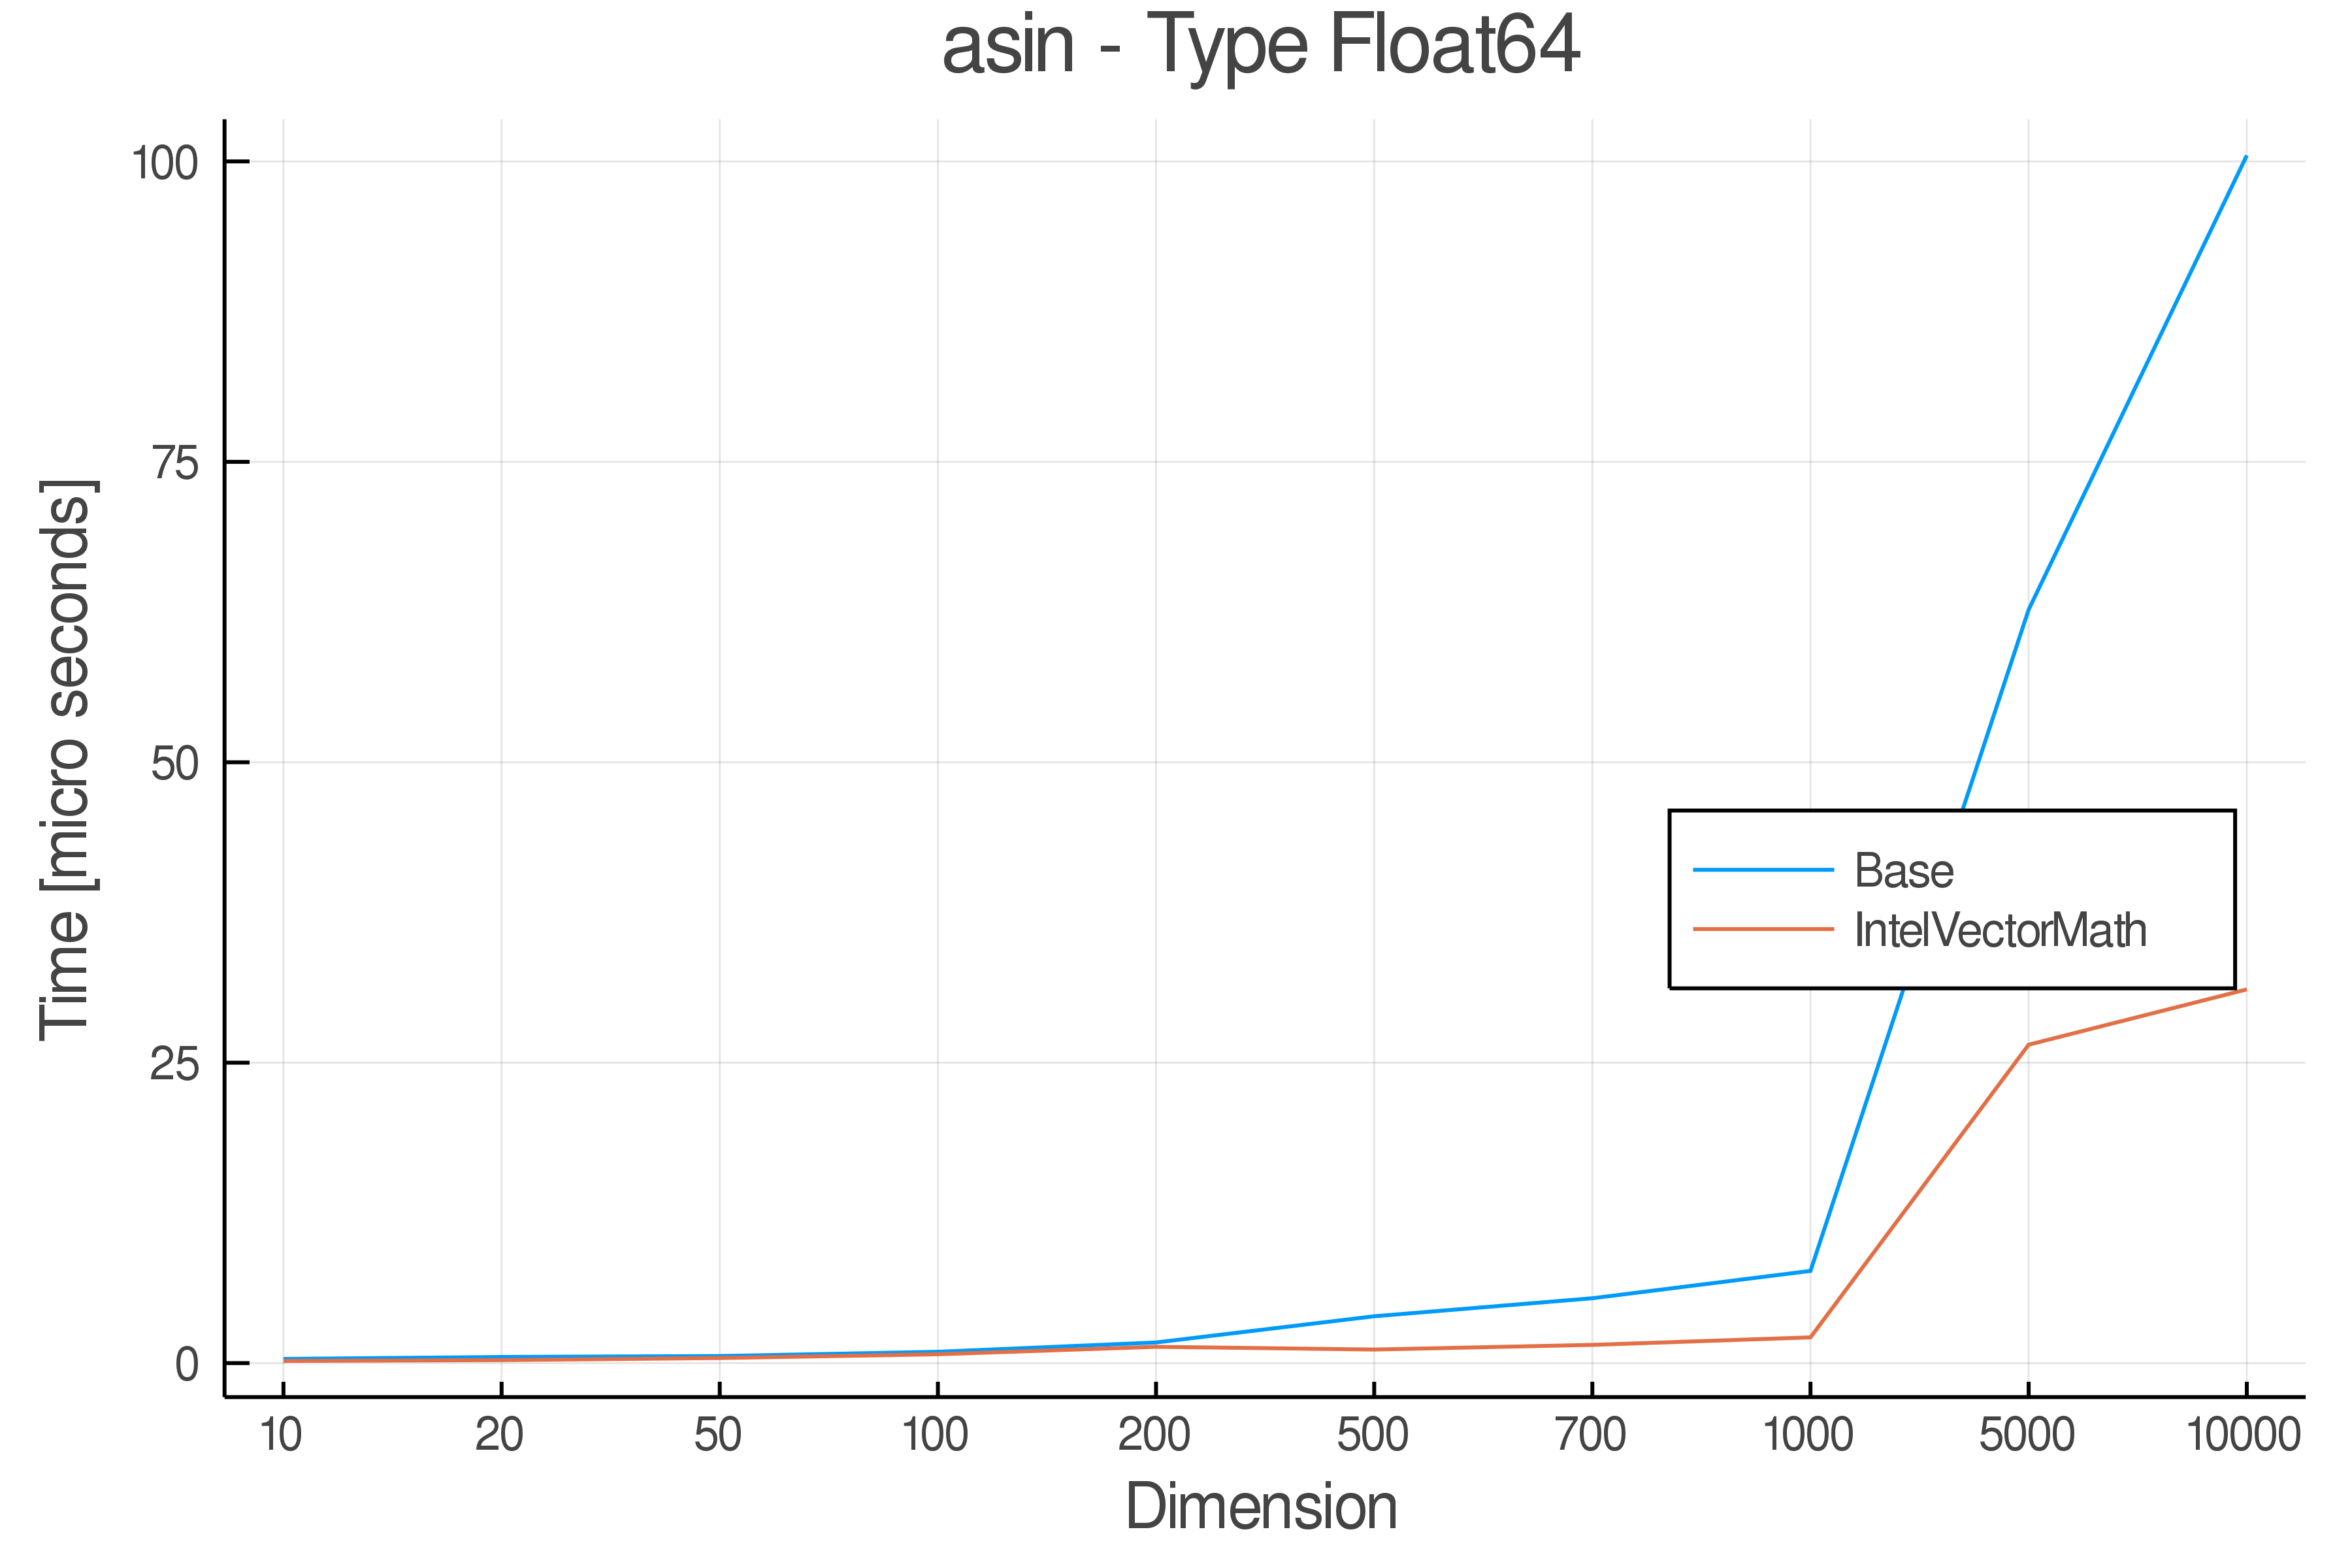 asin - Type Float64
100
75
50
25
0
Time [micro seconds]
Base
IntelVectorMath
10 20 50 100 200 500 700 1000 5000 10000
Dimension